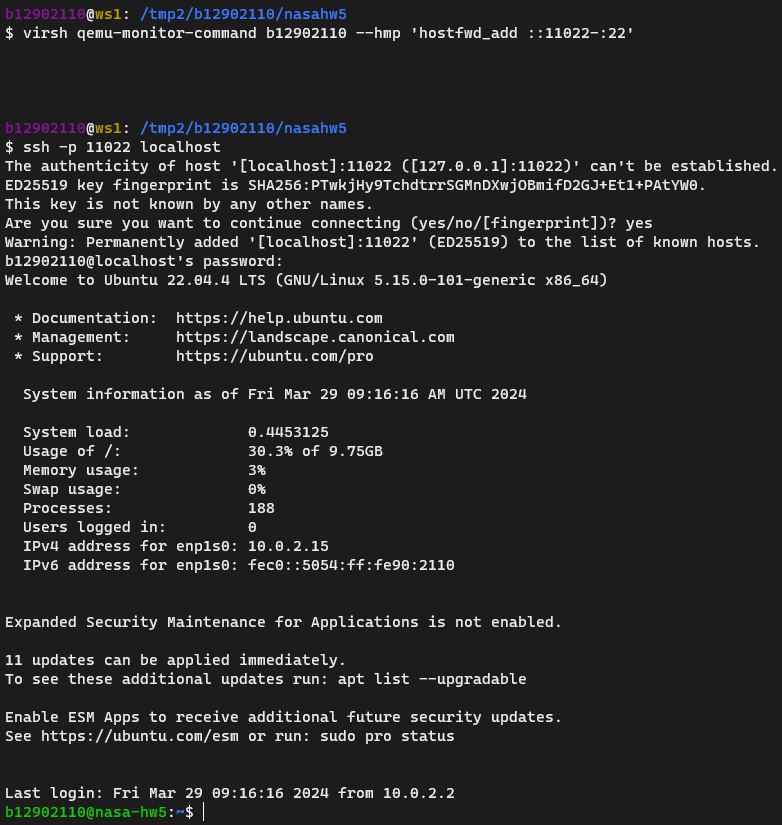 b12902110@ws1: /tmp2/b12902110/nasahw5
$ virsh qemu-monitor-command b12902110 --hmp 'hostfwd_add ::11022-:22'
b12902110@ws1: /tmp2/b12902110/nasahw5
$ ssh -p 11022 localhost
The authenticity of host '[localhost]:11022 ([127.0.0.1]:11022)' can't be established.
ED25519 key fingerprint is SHA256:PTwkjHy9TchdtrrSGMnDXwjOBmifD2GJ+Et1+PAtYW0.
This key is not known by any other names.
Are you sure you want to continue connecting (yes/no/[fingerprint])? yes
Warning: Permanently added '[localhost]:11022' (ED25519) to the list of known hosts.
b12902110@localhost's password:
Welcome to Ubuntu 22.04.4 LTS (GNU/Linux 5.15.0-101-generic x86_64)
* Documentation:  https://help.ubuntu.com
* Management:     https://landscape.canonical.com
* Support:        https://ubuntu.com/pro
System information as of Fri Mar 29 09:16:16 AM UTC 2024
System load:             0.4453125
Usage of /:              30.3% of 9.75GB
Memory usage:            3%
Swap usage:              0%
Processes:               188
Users logged in:         0
IPv4 address for enp1s0: 10.0.2.15
IPv6 address for enp1s0: fec0::5054:ff:fe90:2110
Expanded Security Maintenance for Applications is not enabled.
11 updates can be applied immediately.
To see these additional updates run: apt list --upgradable
Enable ESM Apps to receive additional future security updates.
See https://ubuntu.com/esm or run: sudo pro status
Last login: Fri Mar 29 09:16:16 2024 from 10.0.2.2
b12902110@nasa-hw5:~$